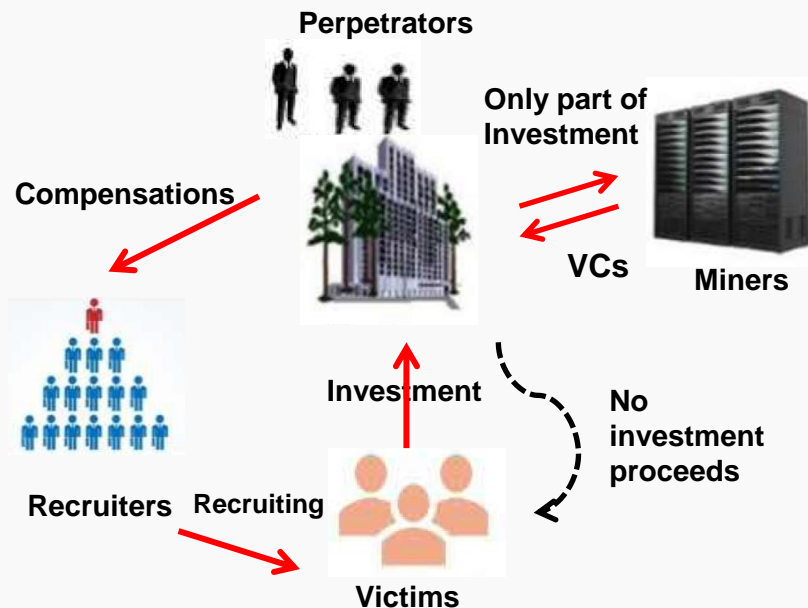 Perpetrators
Only part of
Investment
Compensations
VCs
Miners
Investment
No
investment
proceeds
Recruiters
Recruiting
Victims